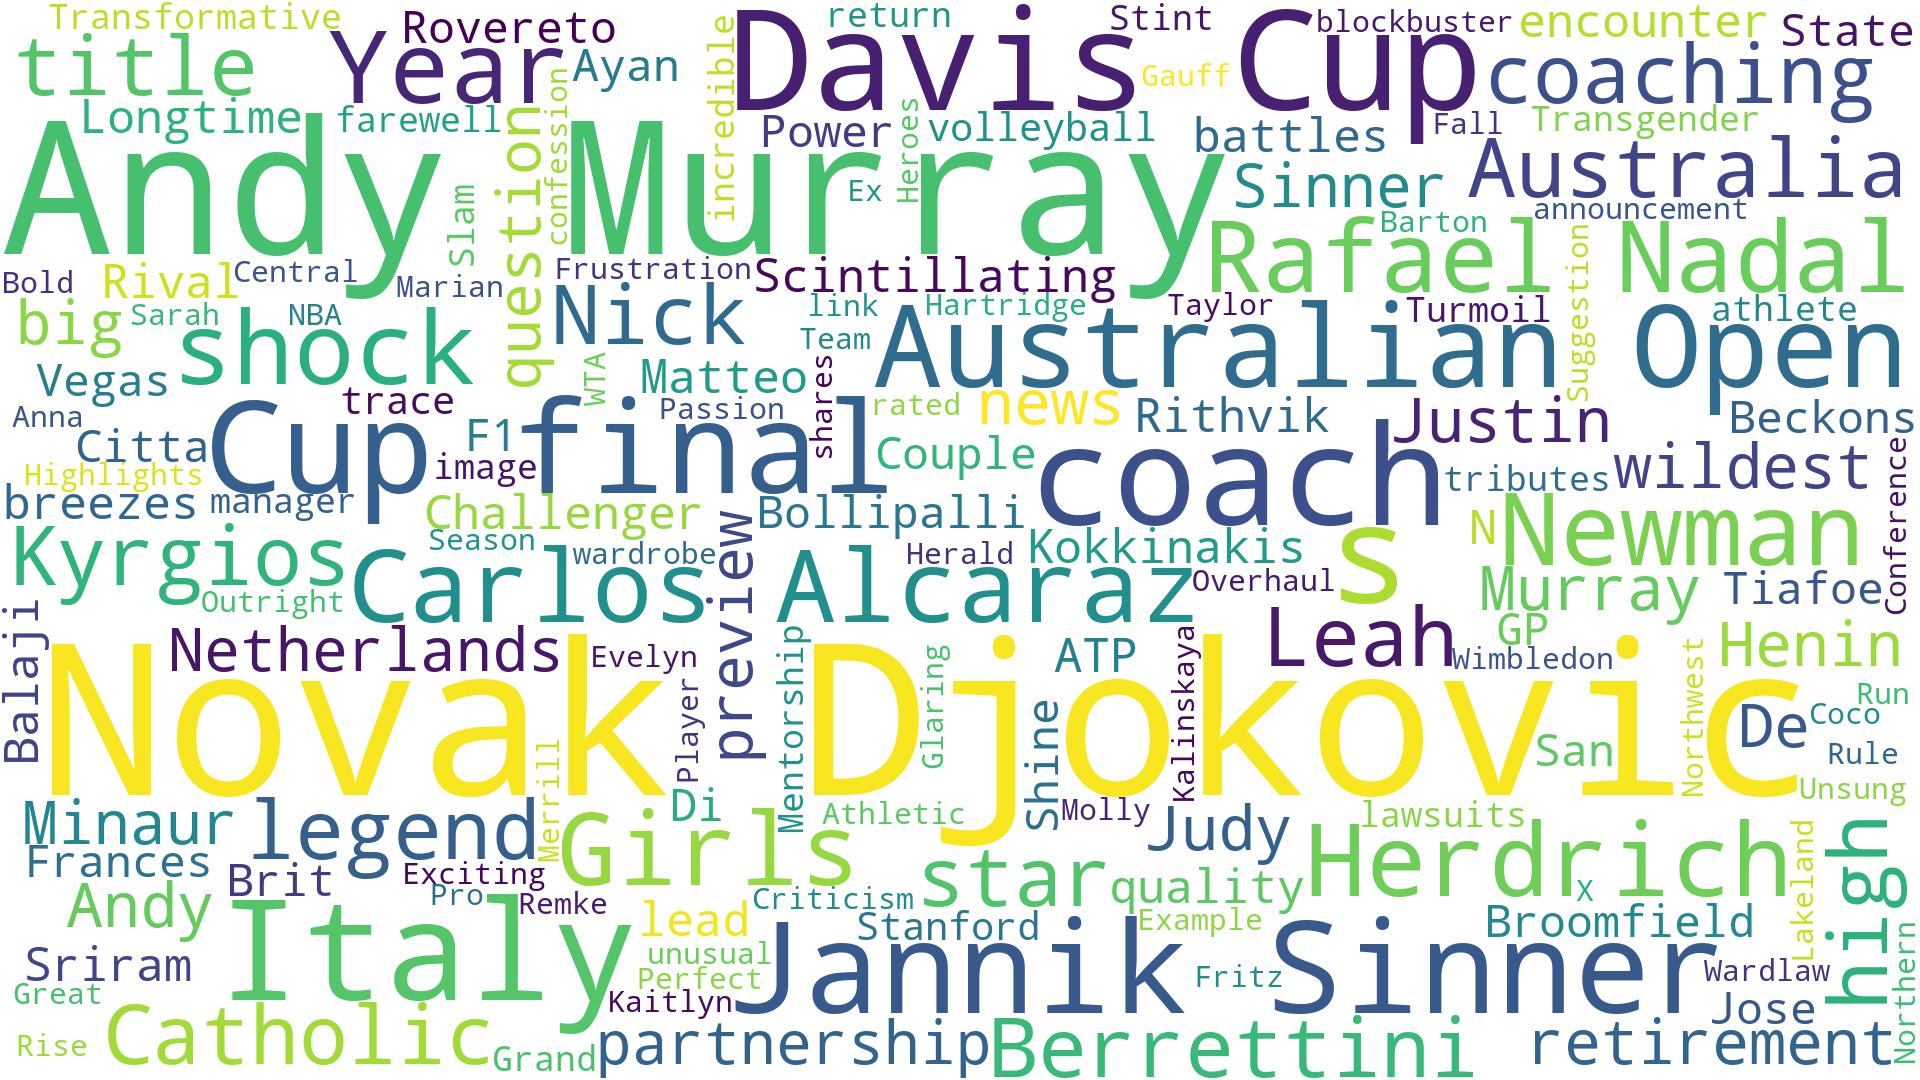 Transformative
return
Stint
blockbuster
encounter
State
title
Year
Rovereto
Ayan
incredible
Davis Cup
Gauff
coaching
Longtime
farewell
confession
Power
Heroes
volleyball
battles
Fall
Transgender
Andy Murray
Slam
question
Ex
Sinner
Australia
Barton
announcement
Bold
Rival
Central
Marian
Frustration
Scintillating
Rafael Nadal
big
Sarah
NBA
shock
Nick
link
Hartridge
Taylor
Turmoil
Suggestion
athlete
Team
Australian Open
Vegas
trace
WTA
Matteo
shares
rated
news
Rithvik
Justin
Beckons
Anna
Citta
Cup final
F1
Passion
Couple
coach
tributes
wildest
Conference
Highlights
image
breezes
manager
Challenger
Bollipalli
s
N
Newman
Kyrgios
Season
wardrobe
preview
Herald
Kokkinakis
Overhaul
Murray
Tiafoe
Outright
Carlos Alcaraz
Balaji
Netherlands
Evelyn
Mentorship
ATP
Kalinskaya
Leah
GP
Wimbledon
Henin
Novak Djokovic
Player
Glaring
Shine
San
Northwest
De
Coco
Run
Rule
Unsung
Minaur
legend
Merrill
Di
Athletic
Molly
Judy
lawsuits
Frances
Brit
Exciting
Girls
star
quality
Herdrich
X
Lakeland
high
Andy
Pro
Remke
lead
Criticism
Stanford
Example
Broomfield
Sriram
Italy
unusual
Perfect
Jannik Sinner
Fritz
Wardlaw
Northern
Great
Kaitlyn
Jose
Rise
Catholic
Grand
partnership
Berrettini
retirement